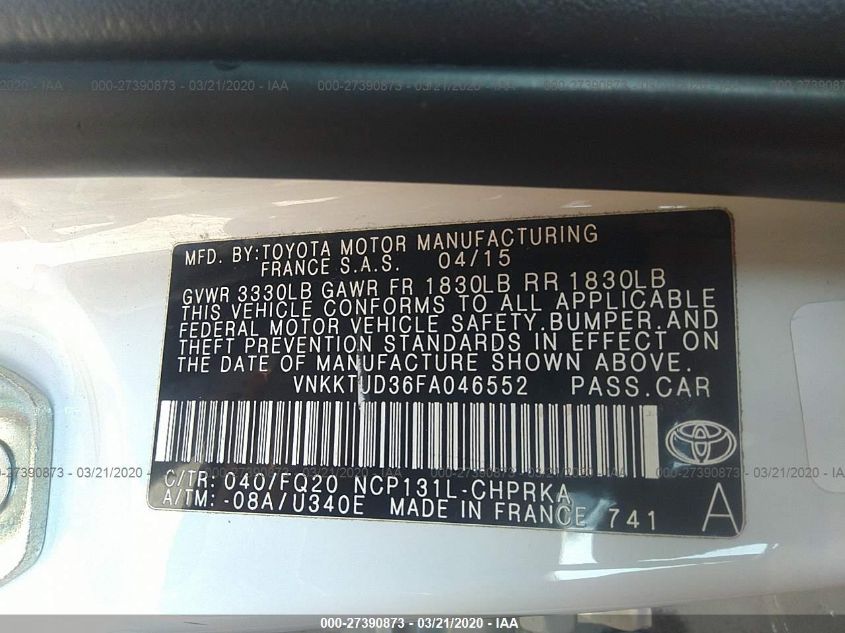 000-27390873 - 03/21/2020 - IAA
MFD. BY:TOYOTA MOTOR MANUFACTURING
FRANCE S.A.S. 04/15
GVWR 3330LB GAWR FR 1830LB RR 1830LB
THIS VEHICLE CONFORMS TO ALL APPLICABLE
FEDERAL MOTOR VEHICLE SAFETY,BUMPER,AND
THEFT PREVENTION STANDARDS IN EFFECT ON
THE DATE OF MANUFACTURE SHOWN ABOVE.
VNKKTUD36FA046552 PASS.CAR
C/TR: 040/FQ20 NCP131L-CHPRKA
A/TM: -08A/U340E MADE IN FRANCE 741 A
000-27390873 - 03/21/2020 - IAA